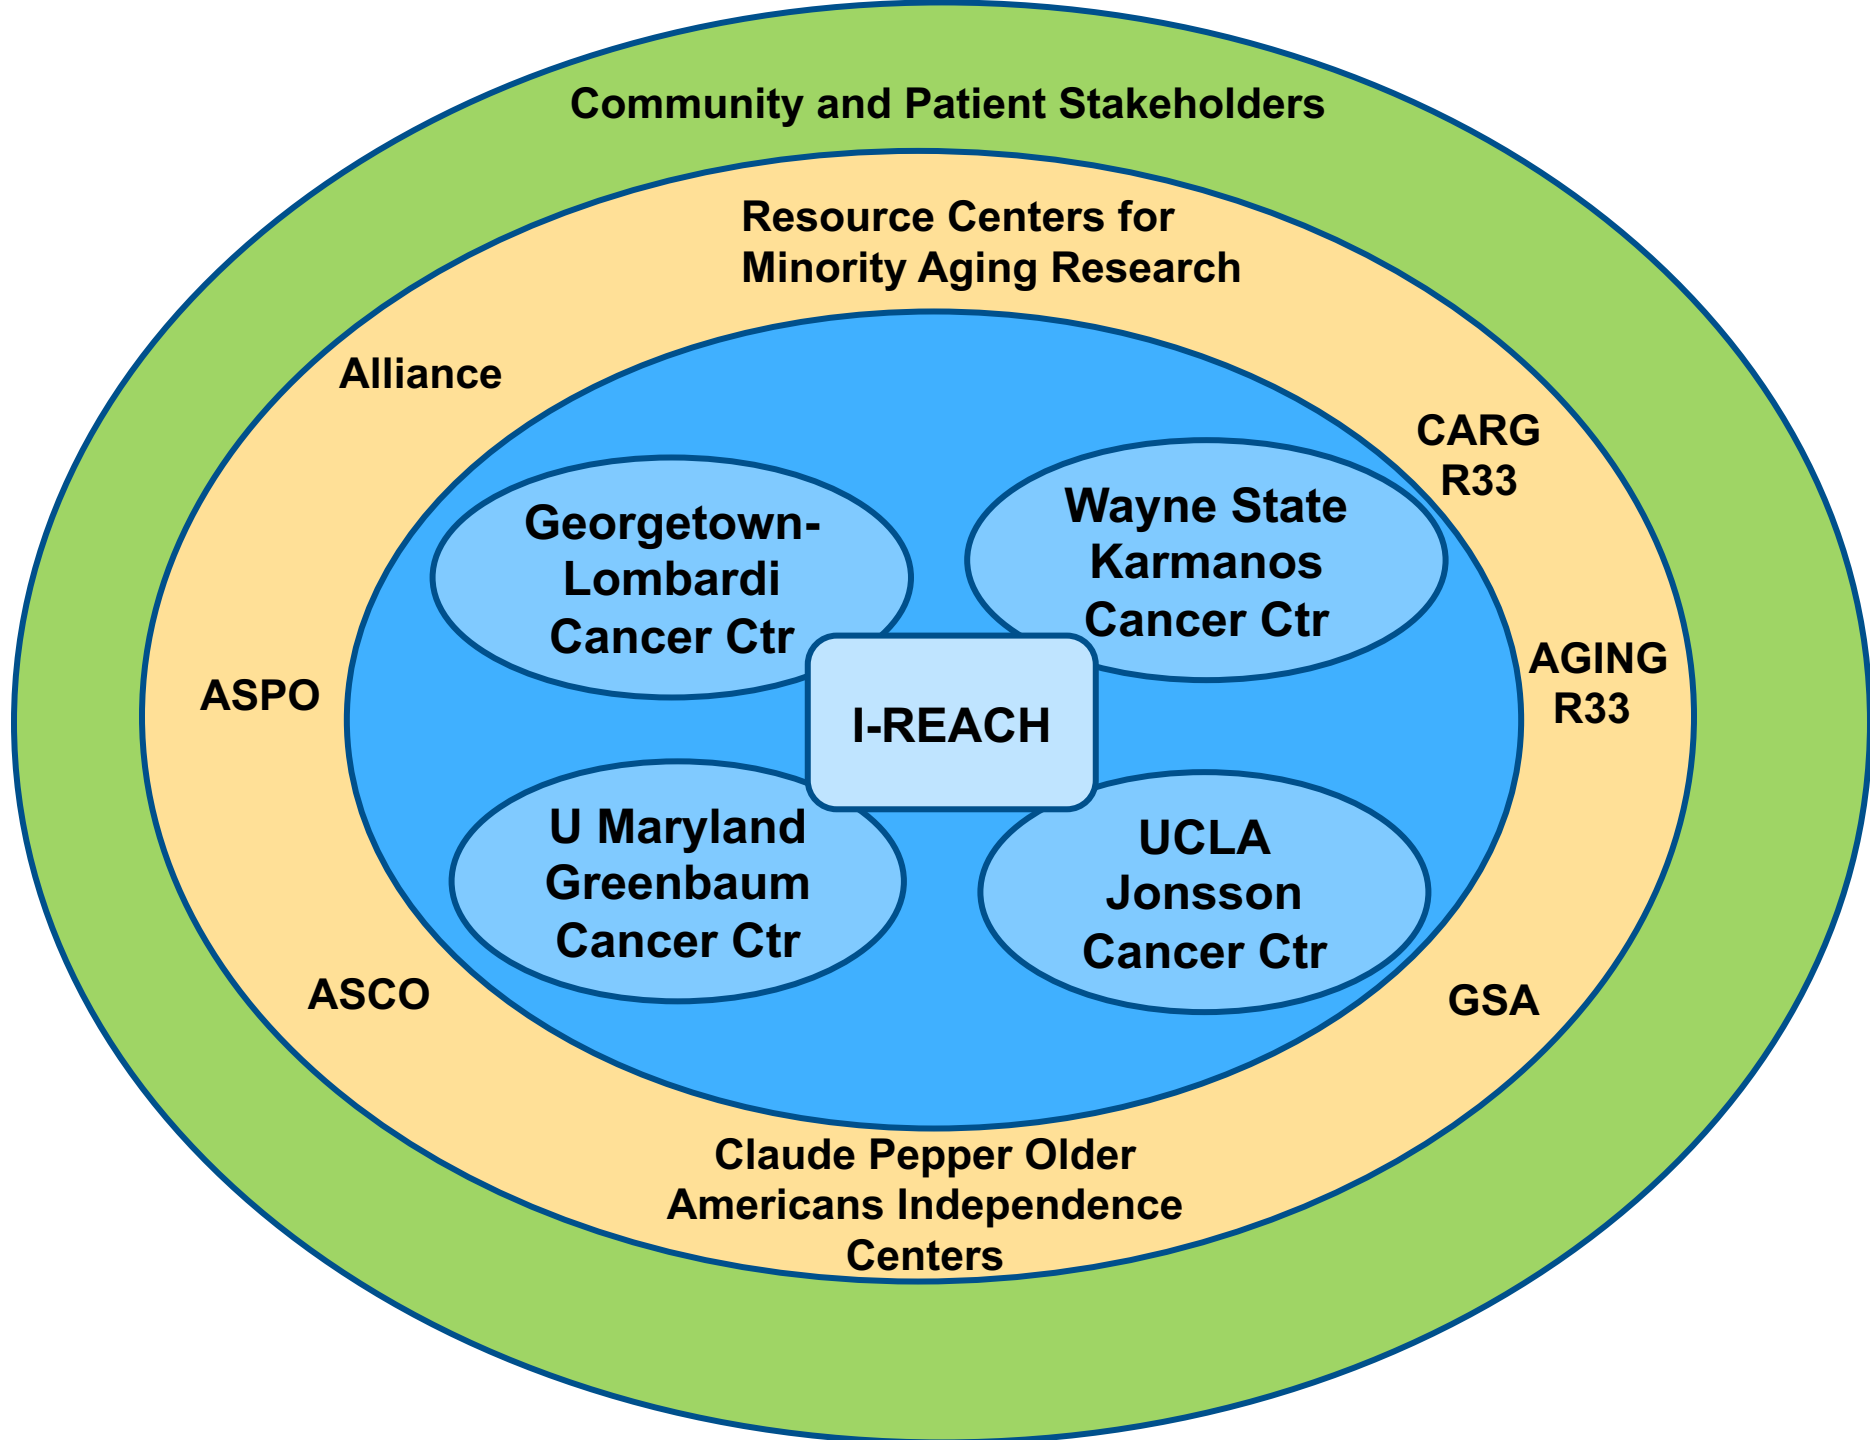 Community and Patient Stakeholders
Resource Centers for
Minority Aging Research
Alliance
CARG
R33
Georgetown-
Lombardi
Cancer Ctr
Wayne State
Karmanos
Cancer Ctr
ASPO
I-REACH
AGING
R33
U Maryland
Greenbaum
Cancer Ctr
UCLA
Jonsson
Cancer Ctr
ASCO
GSA
Claude Pepper Older
Americans Independence
Centers